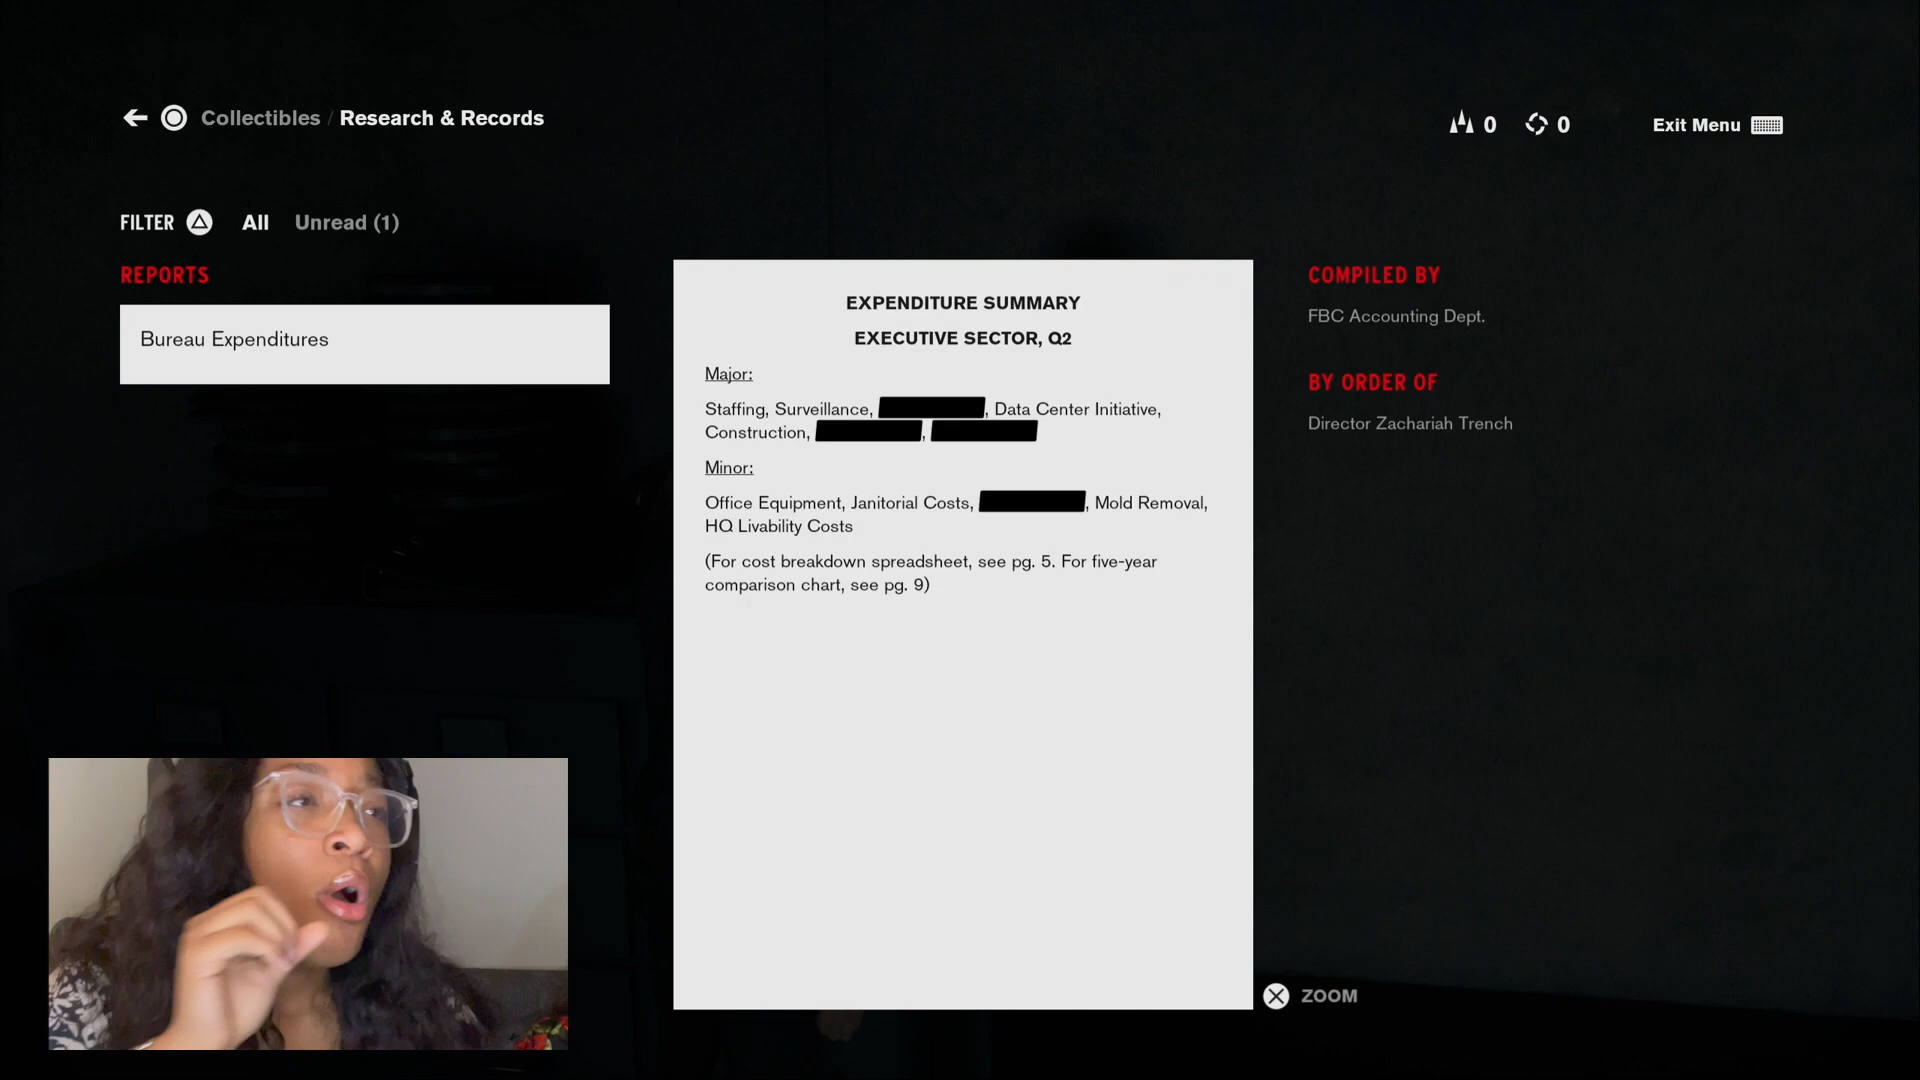 Collectibles / Research & Records
0 0 Exit Menu
FILTER All Unread (1)
REPORTS
Bureau Expenditures
EXPENDITURE SUMMARY
EXECUTIVE SECTOR, Q2
Major:
Staffing, Surveillance, , Data Center Initiative,
Construction, ,
Minor:
Office Equipment, Janitorial Costs, , Mold Removal,
HQ Livability Costs
(For cost breakdown spreadsheet, see pg. 5. For five-year
comparison chart, see pg. 9)
COMPILED BY
FBC Accounting Dept.
BY ORDER OF
Director Zachariah Trench
ZOOM